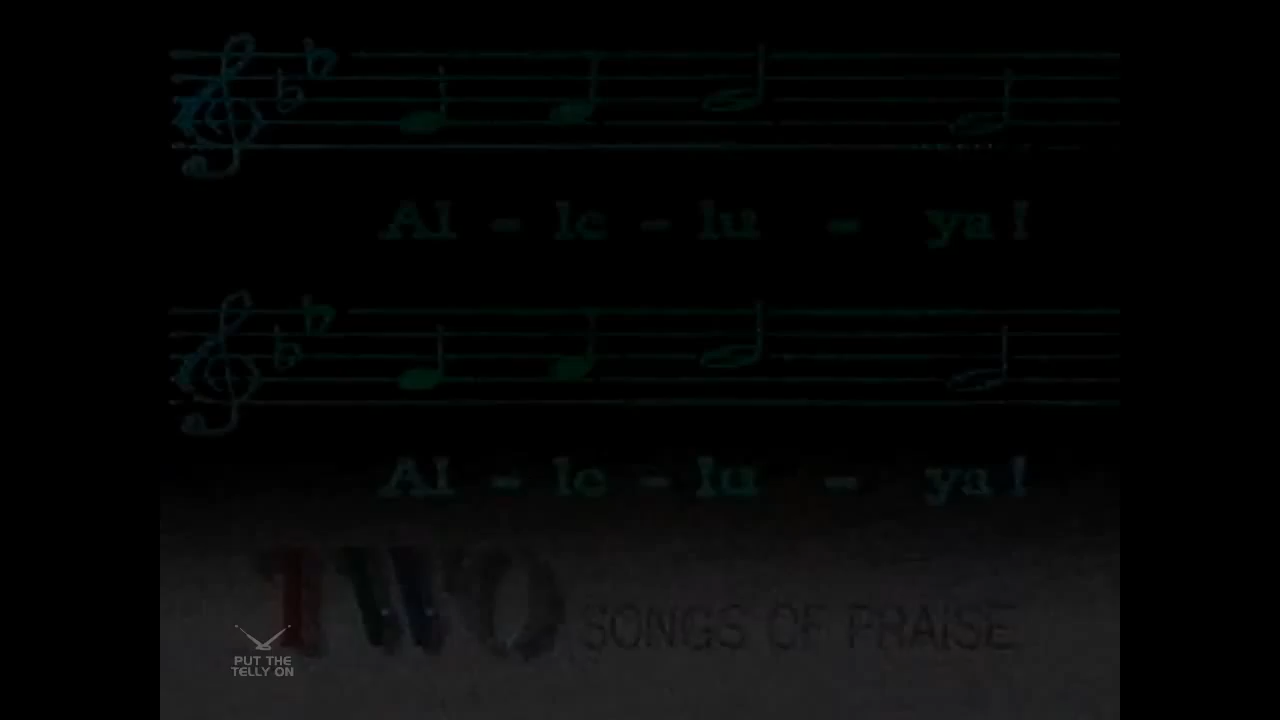 Al - le - lu - ya!
Al - le - lu - ya!
TWO SONGS OF PRAISE
PUT THE
TELLY ON